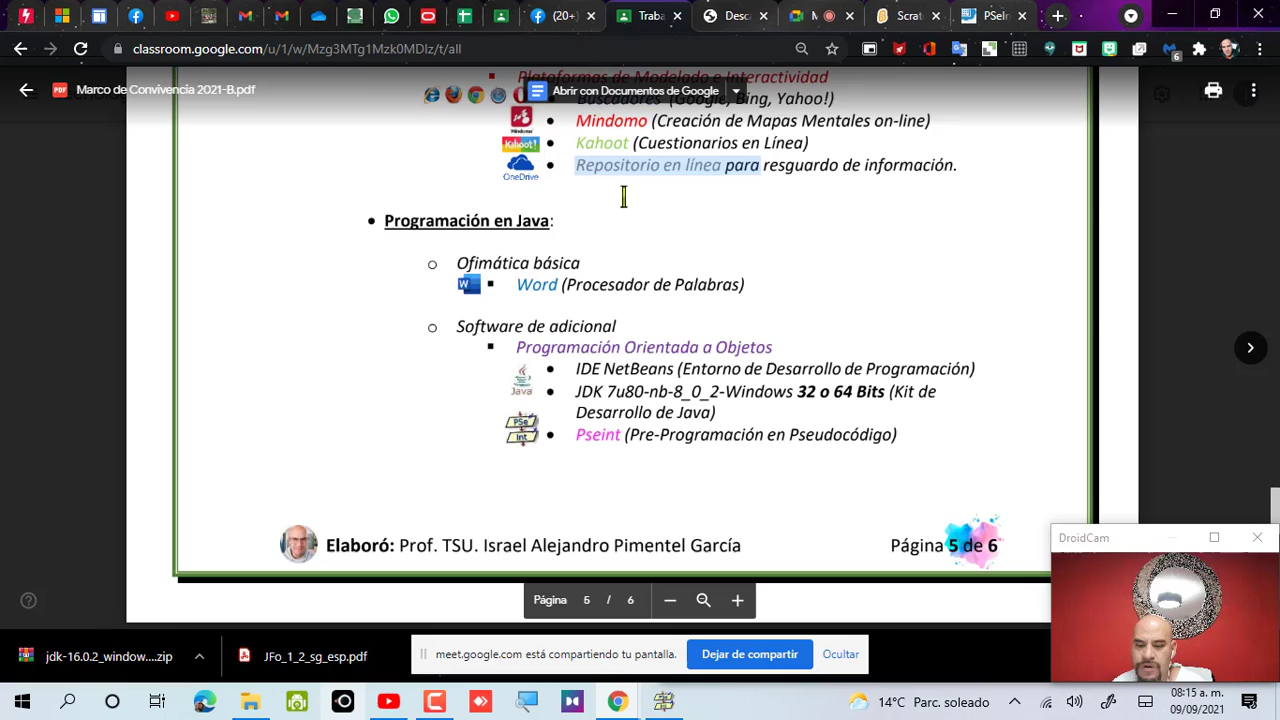 Traba
Desca
Scrat
PSein
classroom.google.com/u/1/w/Mzg3MTg1Mzk0MDlz/t/all
Marco de Convivencia 2021-B.pdf
Abrir con Documentos de Google
Plataformas de Modelado e Interactividad
Buscadores (Google, Bing, Yahoo!)
Mindomo (Creación de Mapas Mentales on-line)
Kahoot (Cuestionarios en Línea)
Repositorio en línea para resguardo de información.
OneDrive
Programación en Java:
Ofimática básica
Word (Procesador de Palabras)
Software de adicional
Programación Orientada a Objetos
IDE NetBeans (Entorno de Desarrollo de Programación)
JDK 7u80-nb-8_0_2-Windows 32 o 64 Bits (Kit de
Desarrollo de Java)
Pseint (Pre-Programación en Pseudocódigo)
Elaboró: Prof. TSU. Israel Alejandro Pimentel García
Página 5 de 6
DroidCam
Página 5 / 6
jdk-16.0.2_window....zip
JFo_1_2_sg_esp.pdf
meet.google.com está compartiendo tu pantalla.
Dejar de compartir
Ocultar
14°C Parc. soleado
08:15 a. m.
09/09/2021